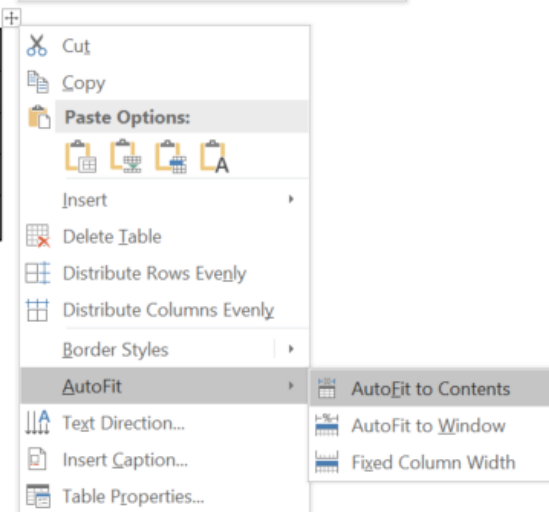 Cut
Copy
Paste Options:
A
Insert
Delete Table
Distribute Rows Evenly
Distribute Columns Evenly
Border Styles
AutoFit
AutoFit to Contents
Text Direction...
AutoFit to Window
Insert Caption...
Fixed Column Width
Table Properties...